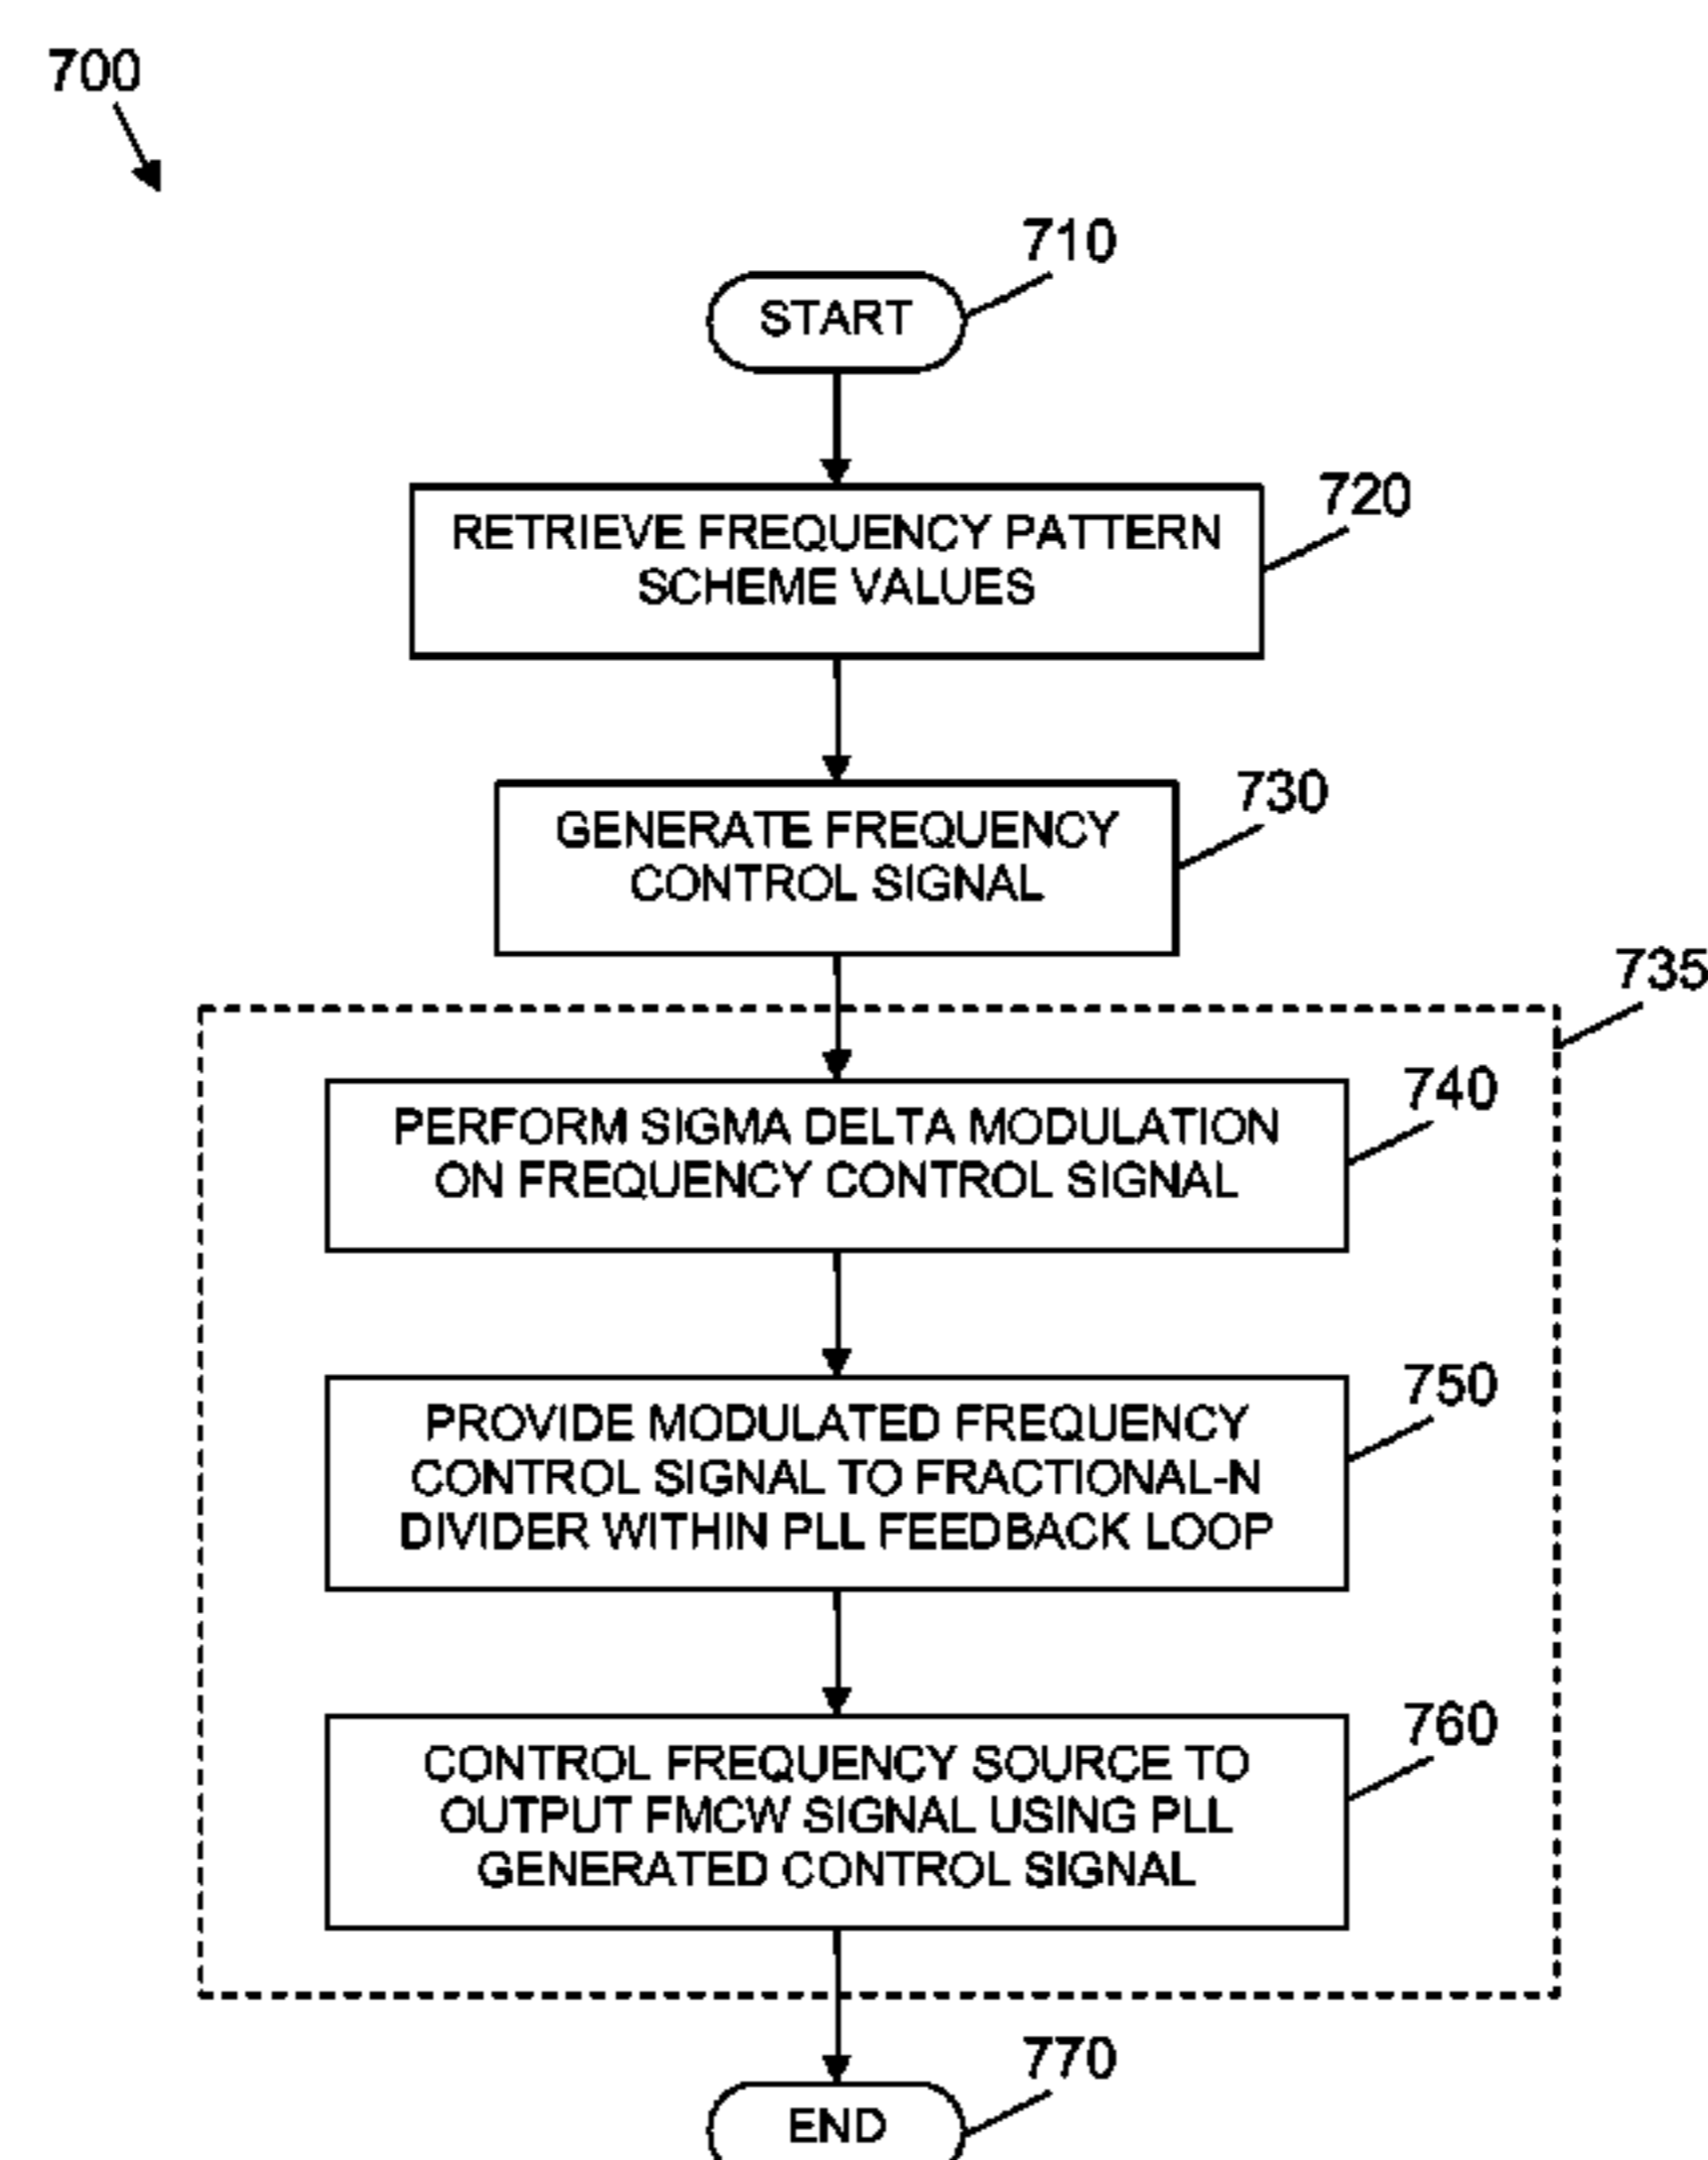 700
710
START
720
RETRIEVE FREQUENCY PATTERN
SCHEME VALUES
730
GENERATE FREQUENCY
CONTROL SIGNAL
735
740
PERFORM SIGMA DELTA MODULATION
ON FREQUENCY CONTROL SIGNAL
750
PROVIDE MODULATED FREQUENCY
CONTROL SIGNAL TO FRACTIONAL-N
DIVIDER WITHIN PLL FEEDBACK LOOP
760
CONTROL FREQUENCY SOURCE TO
OUTPUT FMCW SIGNAL USING PLL
GENERATED CONTROL SIGNAL
770
END